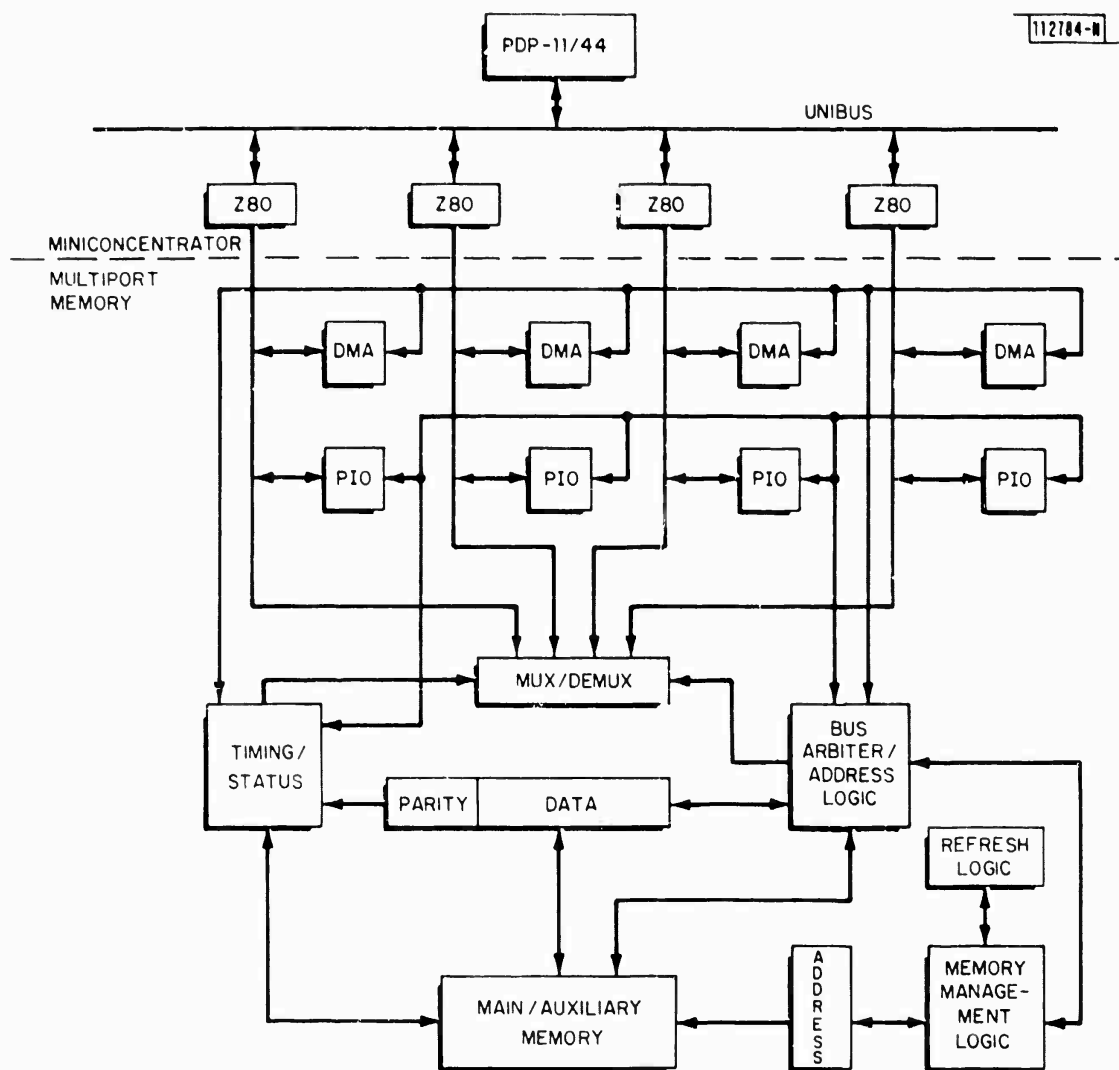 112784-N
PDP-11/44
UNIBUS
Z80
Z80
Z80
Z80
MINICONCENTRATOR
MULTIPORT
MEMORY
DMA
DMA
DMA
DMA
PIO
PIO
PIO
PIO
MUX/DEMUX
TIMING/
STATUS
BUS
ARBITER/
ADDRESS
LOGIC
PARITY
DATA
REFRESH
LOGIC
MAIN/AUXILIARY
MEMORY
ADDRESS
MEMORY
MANAGE-
MENT
LOGIC